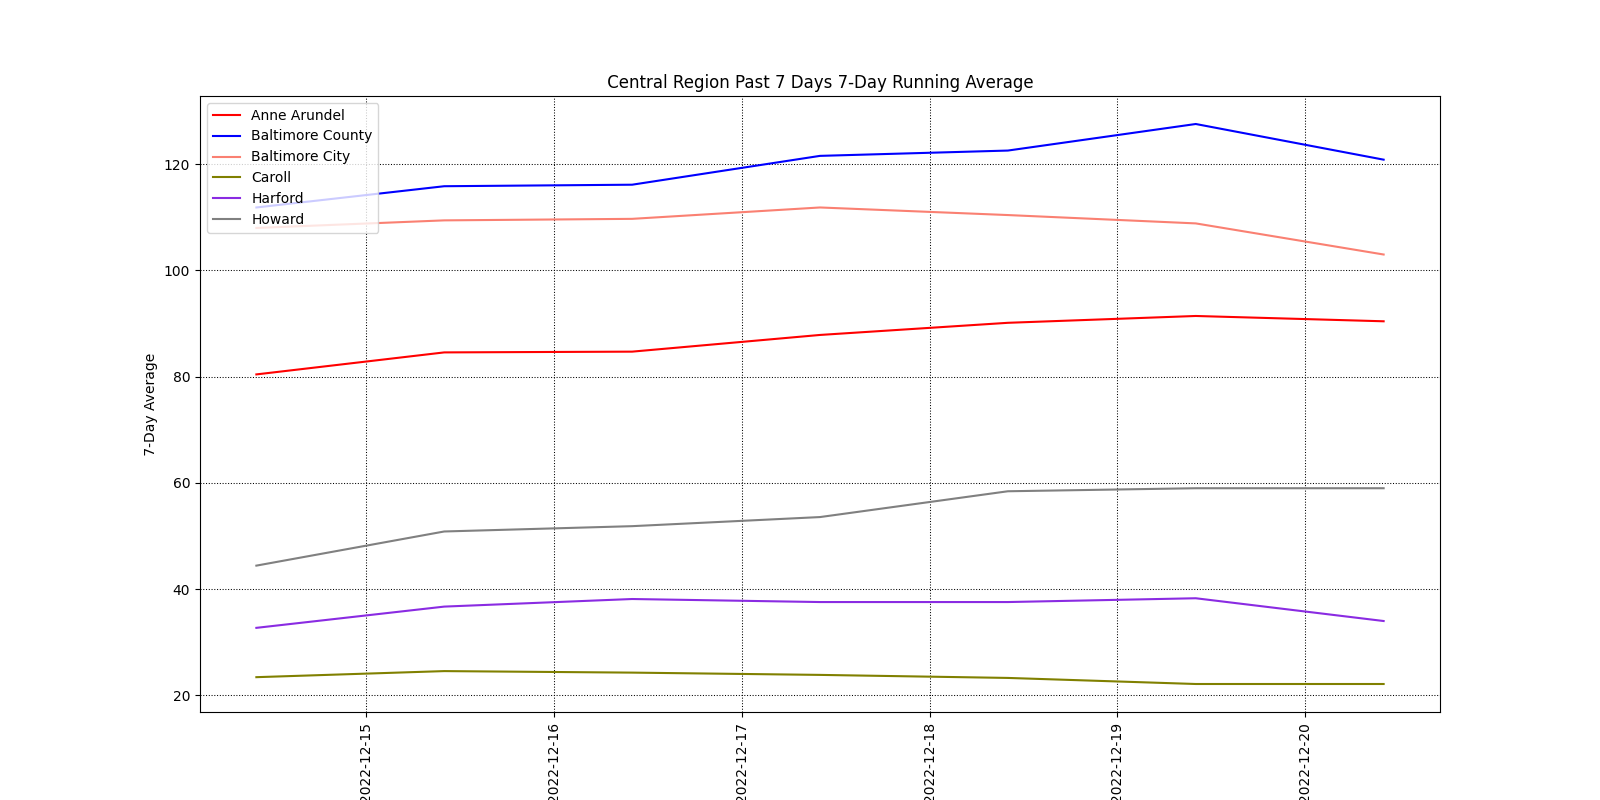 Central Region Past 7 Days 7-Day Running Average
Anne Arundel
Baltimore County
Baltimore City
Caroll
Harford
Howard
120
100
80
60
40
20
7-Day Average
2022-12-15
2022-12-16
2022-12-17
2022-12-18
2022-12-19
2022-12-20